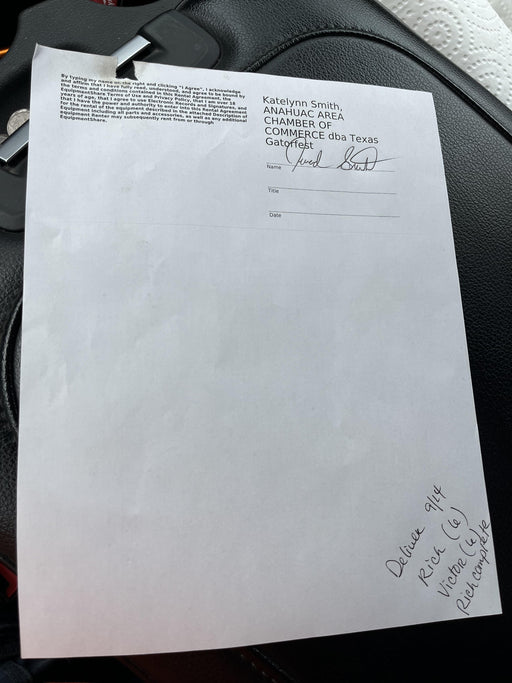 By typing my name on the right and clicking "I Agree", I acknowledge
and affirm that I have fully read, understand, and agree to be bound by
the terms and conditions contained in this Rental Agreement, the
EquipmentShare Terms of Use and Privacy Policy, that I am over 18
years of age, that I agree to use Electronic Records and Signatures, and
that I have the power and authority to enter into this Rental Agreement
for the rental of the equipment described in the attached Description of
Equipment including all parts and accessories, as well as any additional
equipment Renter may subsequently rent from or through
EquipmentShare.
Katelynn Smith,
ANAHUAC AREA
CHAMBER OF
COMMERCE dba Texas
Gatorfest
Name
Title
Date
Deliver 9/14
Rich (6)
Victor (6)
Rich complete